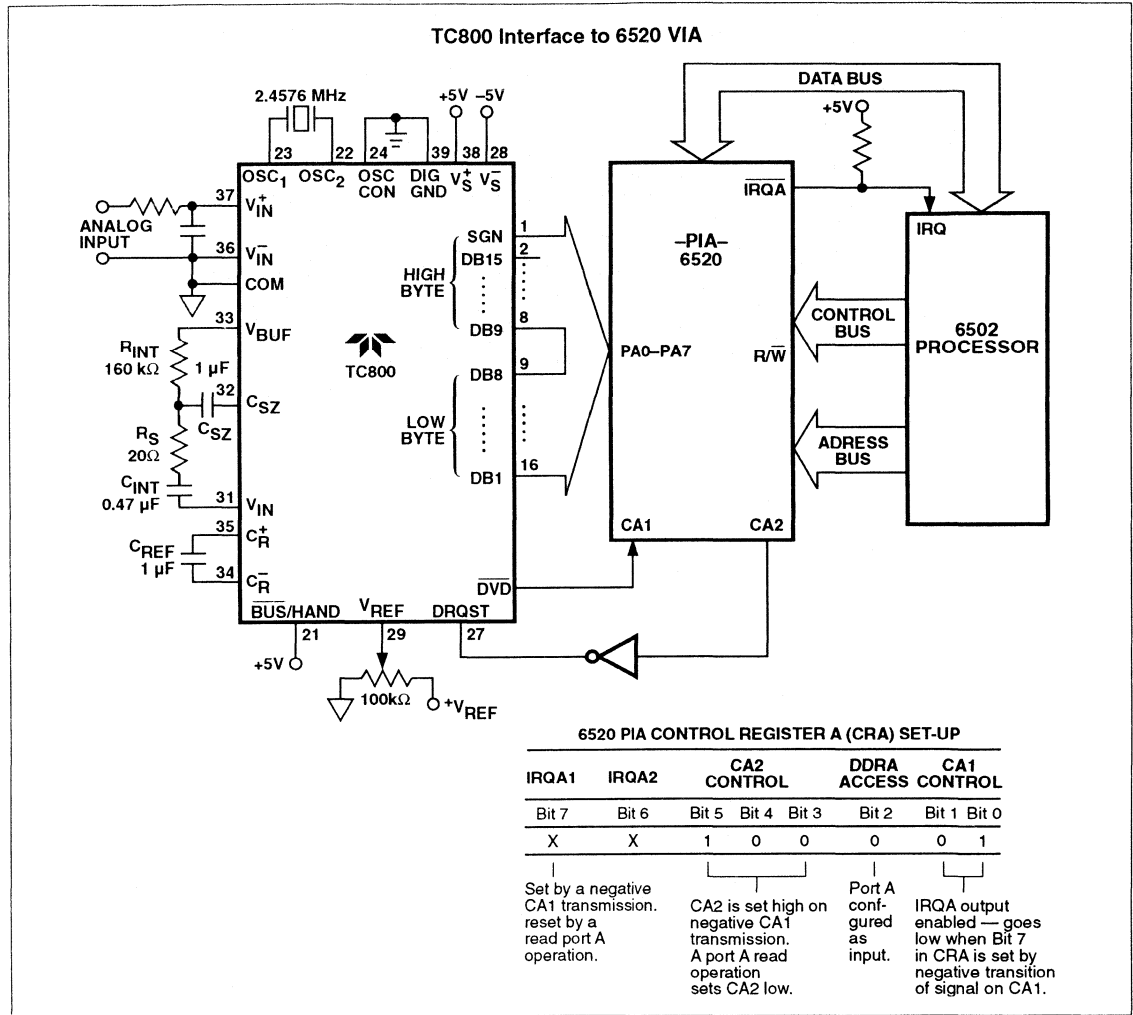 TC800 Interface to 6520 VIA
2.4576 MHz
+5V
–5V
23
22
24
39
38
28
OSC1
OSC2
OSC
CON
DIG
GND
VS+
VS–
37
VIN+
ANALOG
INPUT
36
VIN–
COM
33
VBUF
RINT
160 kΩ
1 µF
32
CSZ
CSZ
RS
20Ω
CINT
0.47 µF
31
VIN
35
CR+
CREF
1 µF
34
CR–
BUS/HAND
21
+5V
VREF
29
100kΩ
+VREF
DRQST
27
TC800
SGN
1
DB15
2
HIGH
BYTE
DB9
8
DB8
9
LOW
BYTE
DB1
16
DVD
DATA BUS
+5V
IRQA
–PIA–
6520
PA0–PA7
R/W
CA1
CA2
IRQ
CONTROL
BUS
6502
PROCESSOR
ADRESS
BUS
6520 PIA CONTROL REGISTER A (CRA) SET-UP
IRQA1 IRQA2 CA2 CONTROL DDRA ACCESS CA1 CONTROL
Bit 7 Bit 6 Bit 5 Bit 4 Bit 3 Bit 2 Bit 1 Bit 0
X X 1 0 0 0 0 1
Set by a negative
CA1 transmission.
reset by a
read port A
operation.
CA2 is set high on
negative CA1
transmission.
A port A read
operation
sets CA2 low.
Port A
conf-
gured
as
input.
IRQA output
enabled — goes
low when Bit 7
in CRA is set by
negative transition
of signal on CA1.